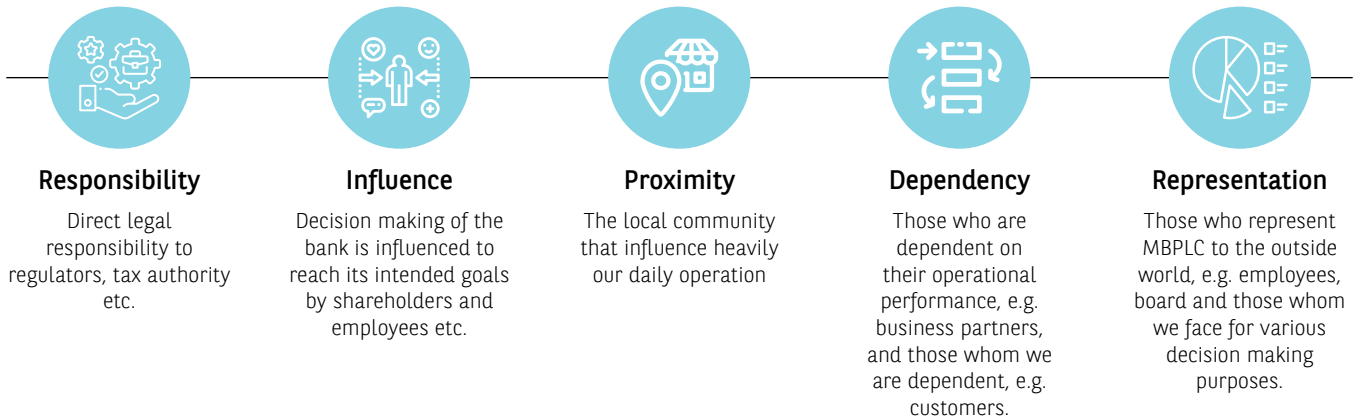 Responsibility
Direct legal
responsibility to
regulators, tax authority
etc.
Influence
Decision making of the
bank is influenced to
reach its intended goals
by shareholders and
employees etc.
Proximity
The local community
that influence heavily
our daily operation
Dependency
Those who are
dependent on
their operational
performance, e.g.
business partners,
and those whom we
are dependent, e.g.
customers.
Representation
Those who represent
MBPLC to the outside
world, e.g. employees,
board and those whom
we face for various
decision making
purposes.